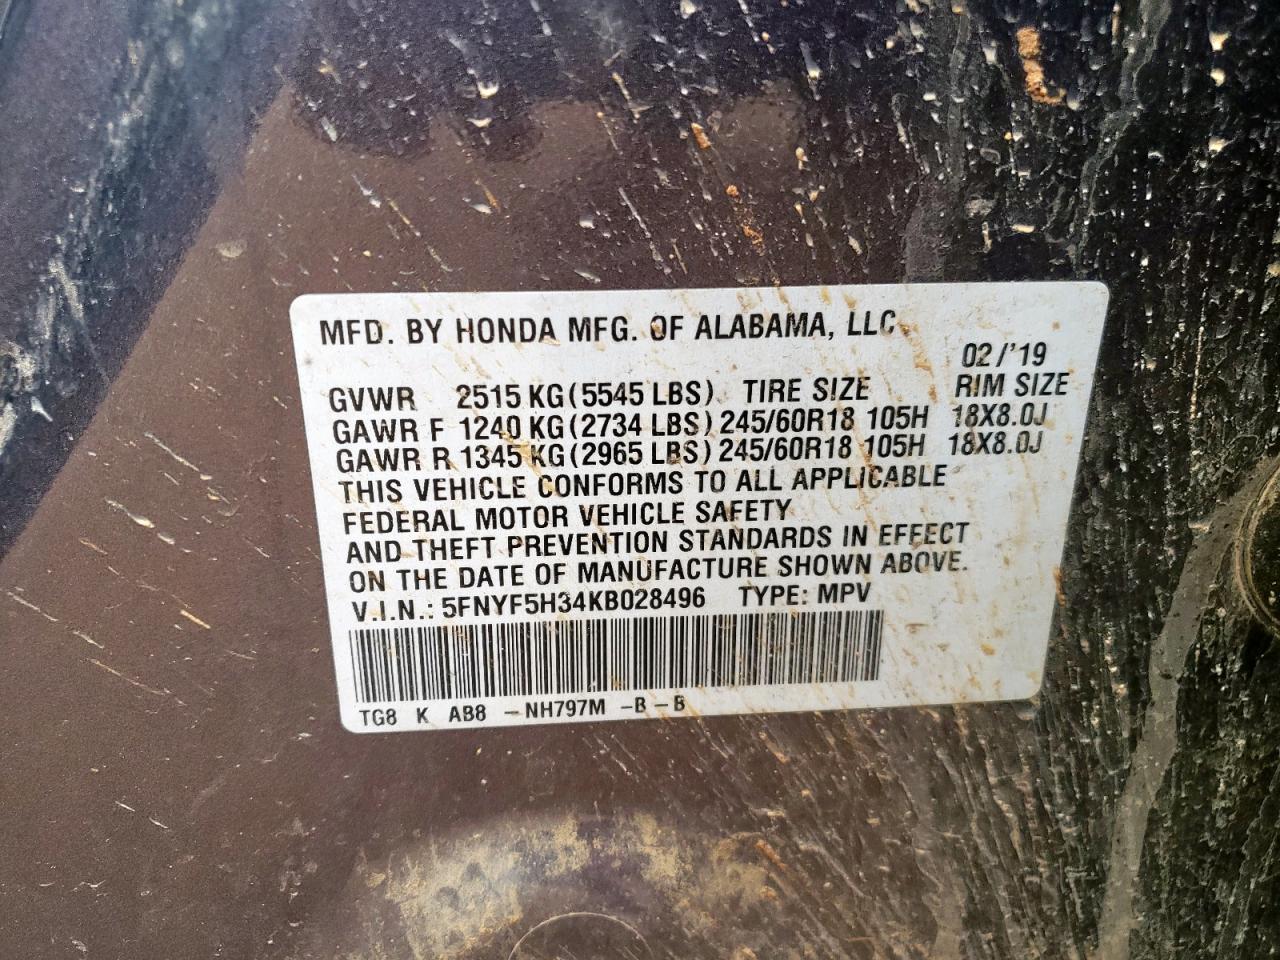 MFD. BY HONDA MFG. OF ALABAMA, LLC
02/'19
GVWR 2515 KG (5545 LBS) TIRE SIZE RIM SIZE
GAWR F 1240 KG (2734 LBS) 245/60R18 105H 18X8.0J
GAWR R 1345 KG (2965 LBS) 245/60R18 105H 18X8.0J
THIS VEHICLE CONFORMS TO ALL APPLICABLE
FEDERAL MOTOR VEHICLE SAFETY
AND THEFT PREVENTION STANDARDS IN EFFECT
ON THE DATE OF MANUFACTURE SHOWN ABOVE.
V.I.N.: 5FNYF5H34KB028496 TYPE: MPV
TG8 K AB8 -NH797M -B-B